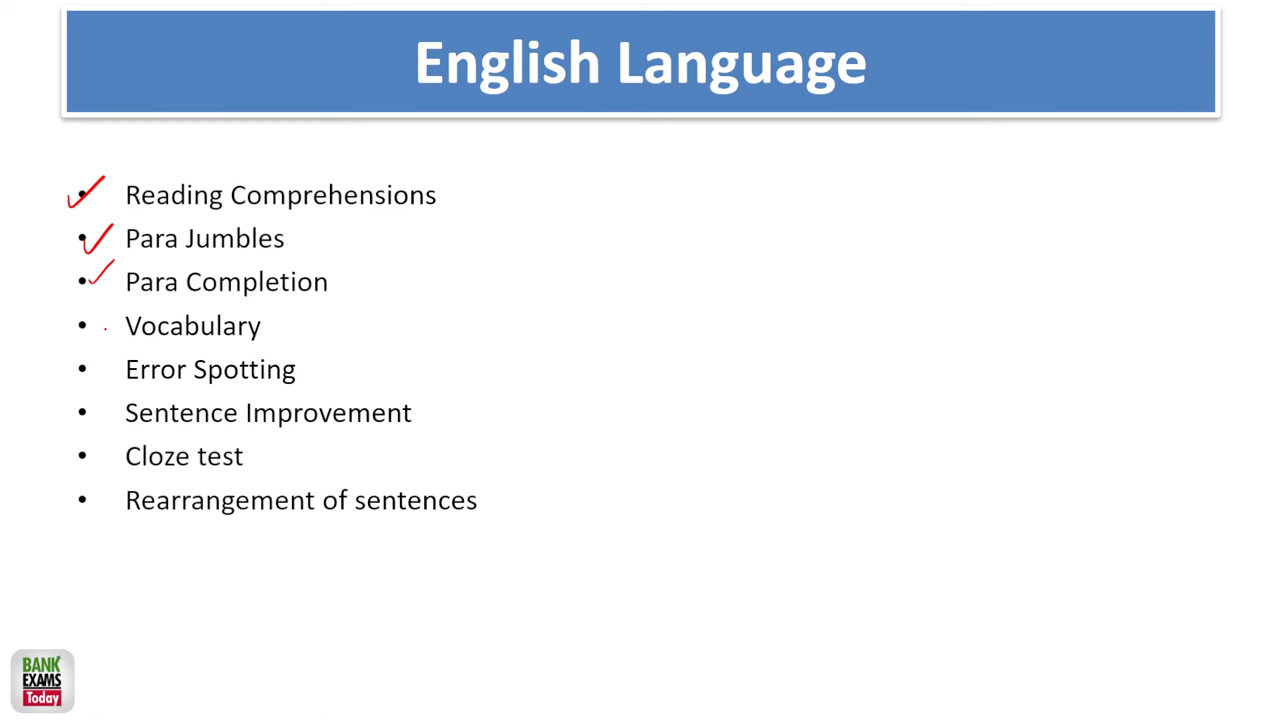 English Language
• Reading Comprehensions
• Para Jumbles
• Para Completion
• Vocabulary
• Error Spotting
• Sentence Improvement
• Cloze test
• Rearrangement of sentences
BANK
EXAMS
Today